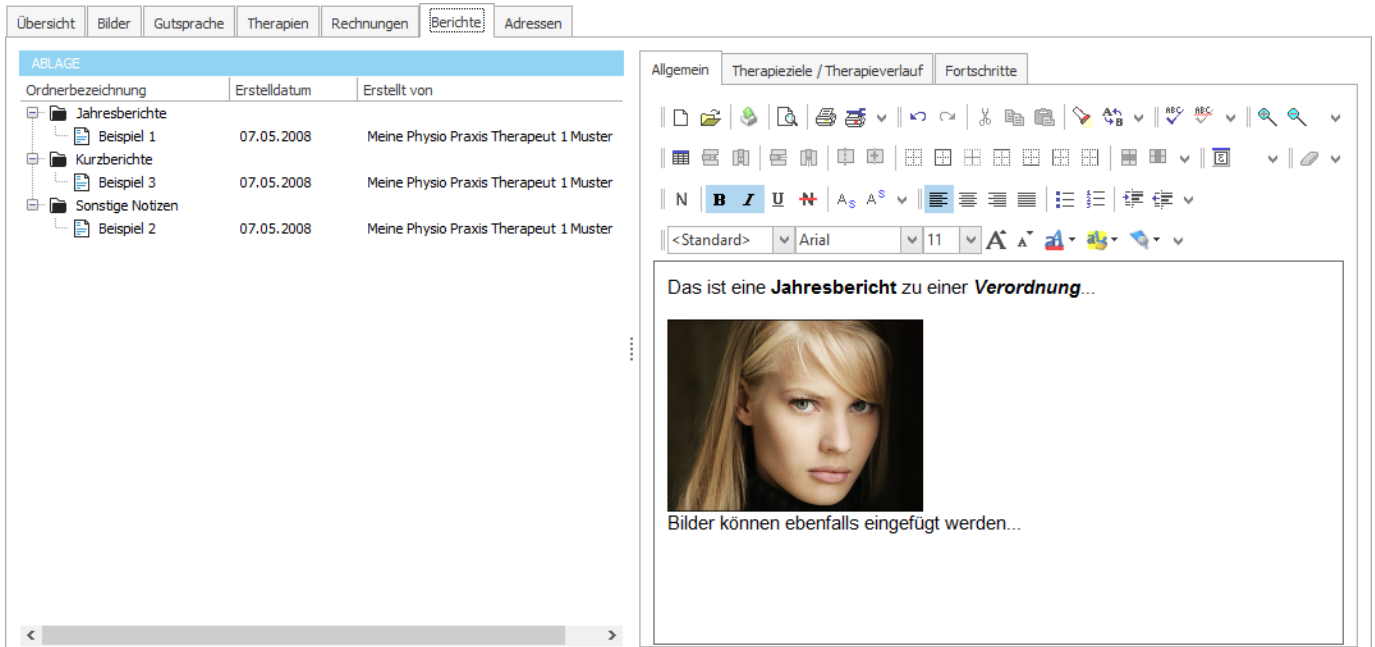 Übersicht Bilder Gutsprache Therapien Rechnungen Berichte Adressen
ABLAGE
Ordnerbezeichnung Erstelldatum Erstellt von
Jahresberichte
Beispiel 1 07.05.2008 Meine Physio Praxis Therapeut 1 Muster
Kurzberichte
Beispiel 3 07.05.2008 Meine Physio Praxis Therapeut 1 Muster
Sonstige Notizen
Beispiel 2 07.05.2008 Meine Physio Praxis Therapeut 1 Muster
Allgemein Therapieziele / Therapieverlauf Fortschritte
ABC ABC
N B I U N A S A S
<Standard> Arial 11 A A a ab
Das ist eine Jahresbericht zu einer Verordnung...
Bilder können ebenfalls eingefügt werden...